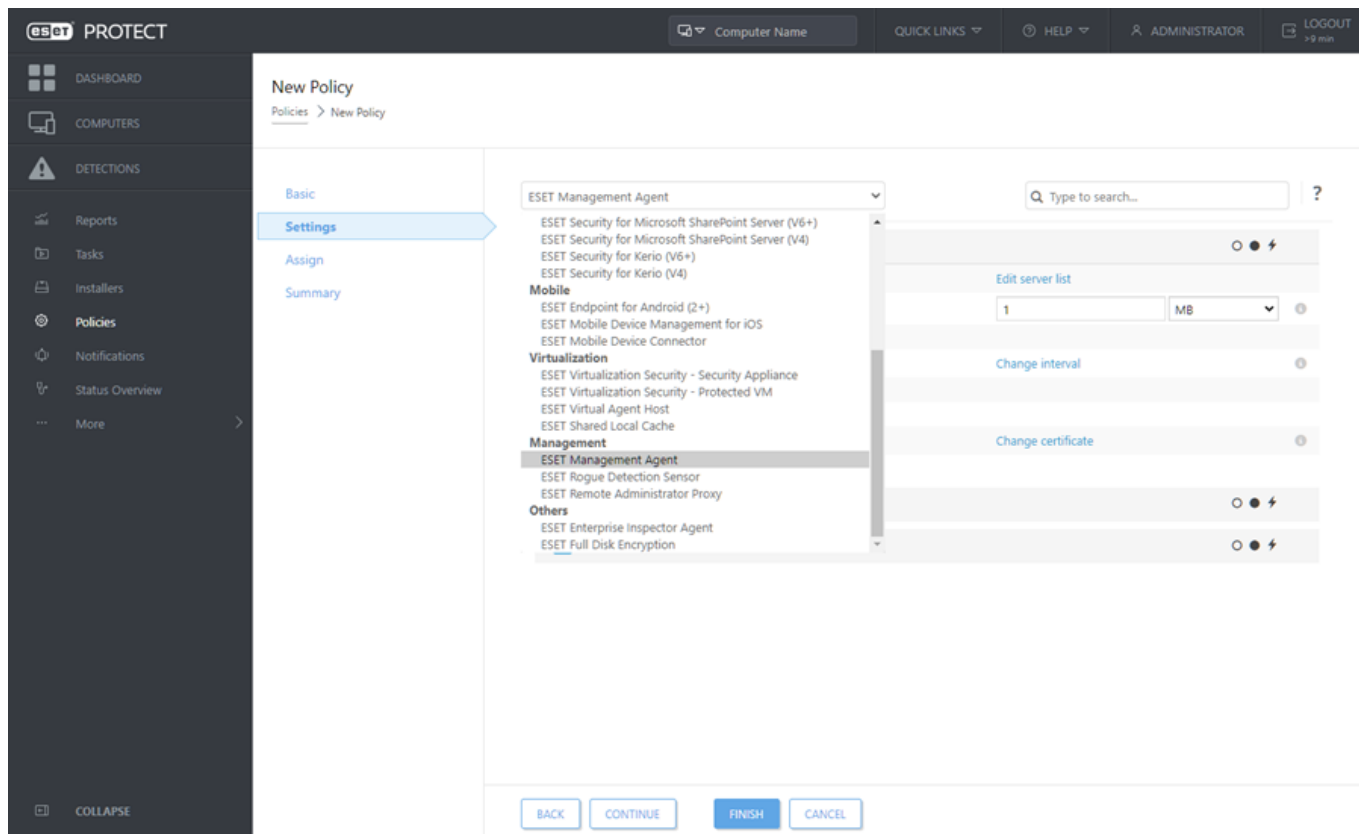 eset PROTECT
Computer Name
QUICK LINKS
HELP
ADMINISTRATOR
LOGOUT
>9 min
DASHBOARD
COMPUTERS
DETECTIONS
Reports
Tasks
Installers
Policies
Notifications
Status Overview
More
COLLAPSE
New Policy
Policies > New Policy
Basic
Settings
Assign
Summary
ESET Management Agent
Type to search...
?
ESET Security for Microsoft SharePoint Server (V6+)
ESET Security for Microsoft SharePoint Server (V4)
ESET Security for Kerio (V6+)
ESET Security for Kerio (V4)
Mobile
ESET Endpoint for Android (2+)
ESET Mobile Device Management for iOS
ESET Mobile Device Connector
Virtualization
ESET Virtualization Security - Security Appliance
ESET Virtualization Security - Protected VM
ESET Virtual Agent Host
ESET Shared Local Cache
Management
ESET Management Agent
ESET Rogue Detection Sensor
ESET Remote Administrator Proxy
Others
ESET Enterprise Inspector Agent
ESET Full Disk Encryption
Edit server list
1 MB
Change interval
Change certificate
BACK
CONTINUE
FINISH
CANCEL